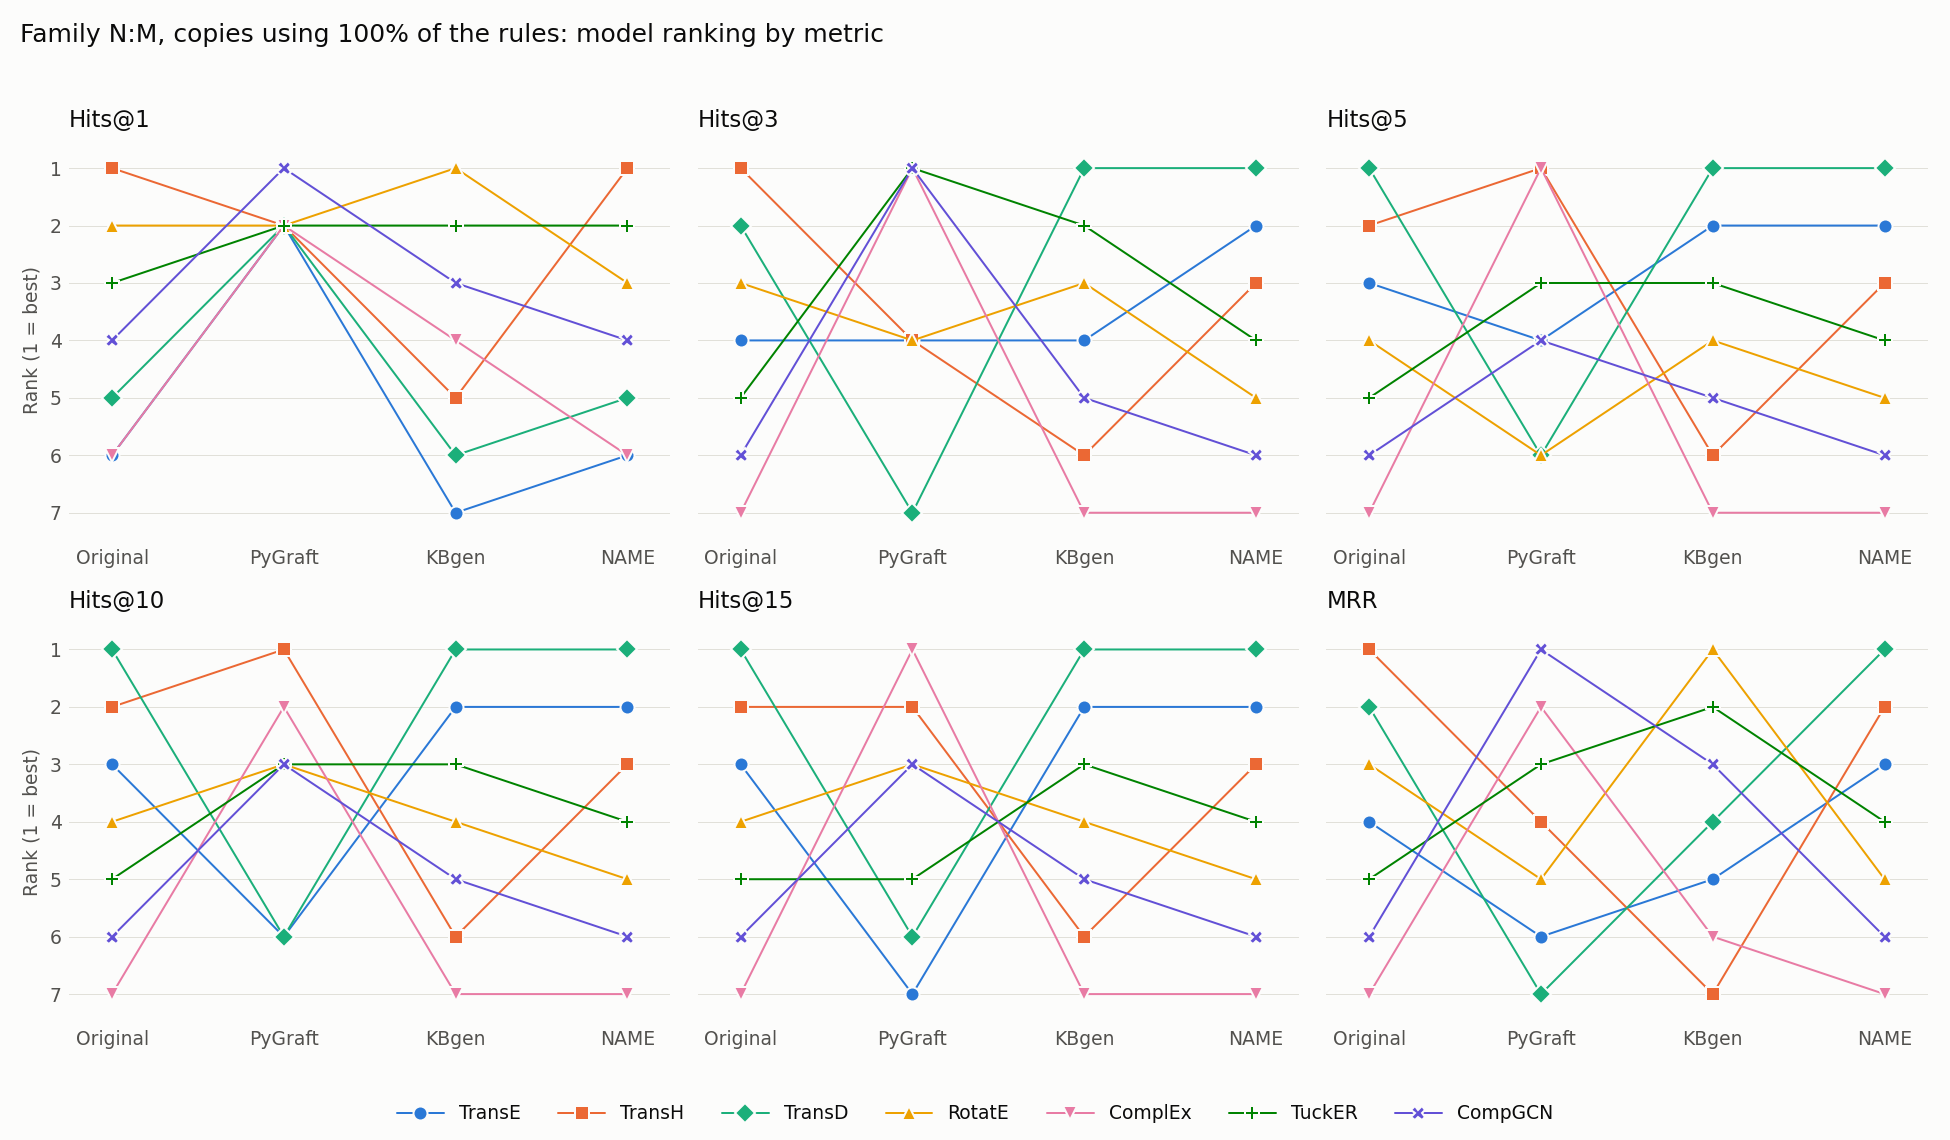 Family N:M, copies using 100% of the rules: model ranking by metric
Hits@1
Hits@3
Hits@5
Rank (1 = best)
1
2
3
4
5
6
7
Original PyGraft KBgen NAME
Original PyGraft KBgen NAME
Original PyGraft KBgen NAME
Hits@10
Hits@15
MRR
Rank (1 = best)
1
2
3
4
5
6
7
Original PyGraft KBgen NAME
Original PyGraft KBgen NAME
Original PyGraft KBgen NAME
TransE TransH TransD RotatE ComplEx TuckER CompGCN